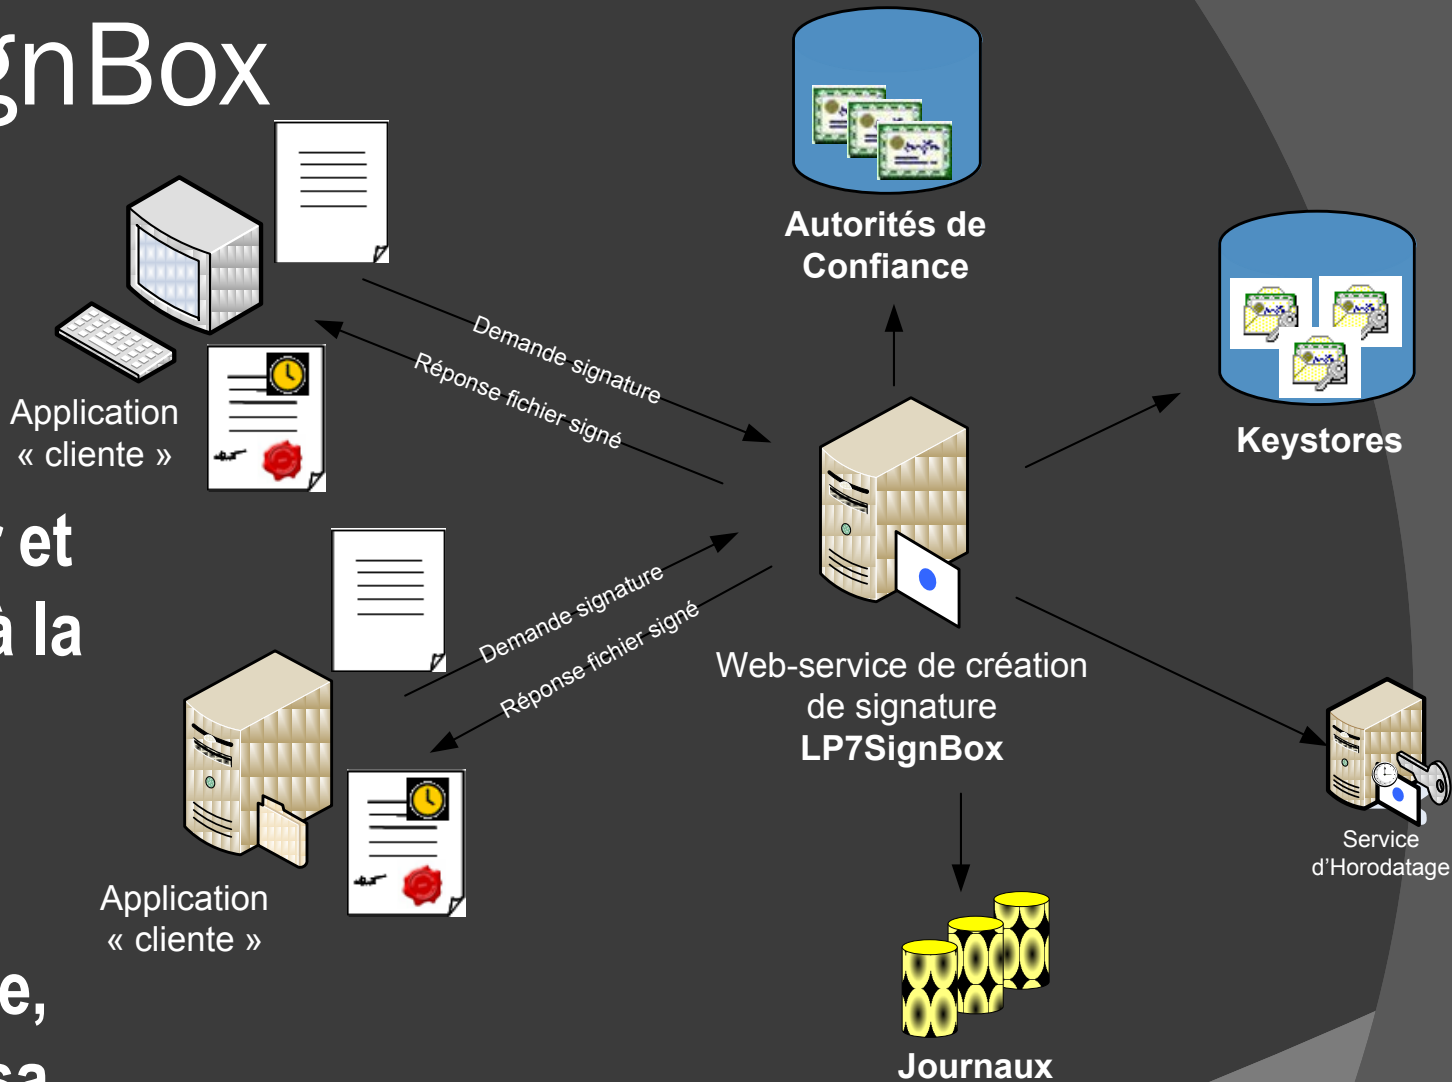 gnBox
Autorités de
Confiance
Keystores
Demande signature
Réponse fichier signé
Application
« cliente »
r et
à la
Demande signature
Réponse fichier signé
Web-service de création
de signature
LP7SignBox
Service
d'Horodatage
Application
« cliente »
e,
sa
Journaux